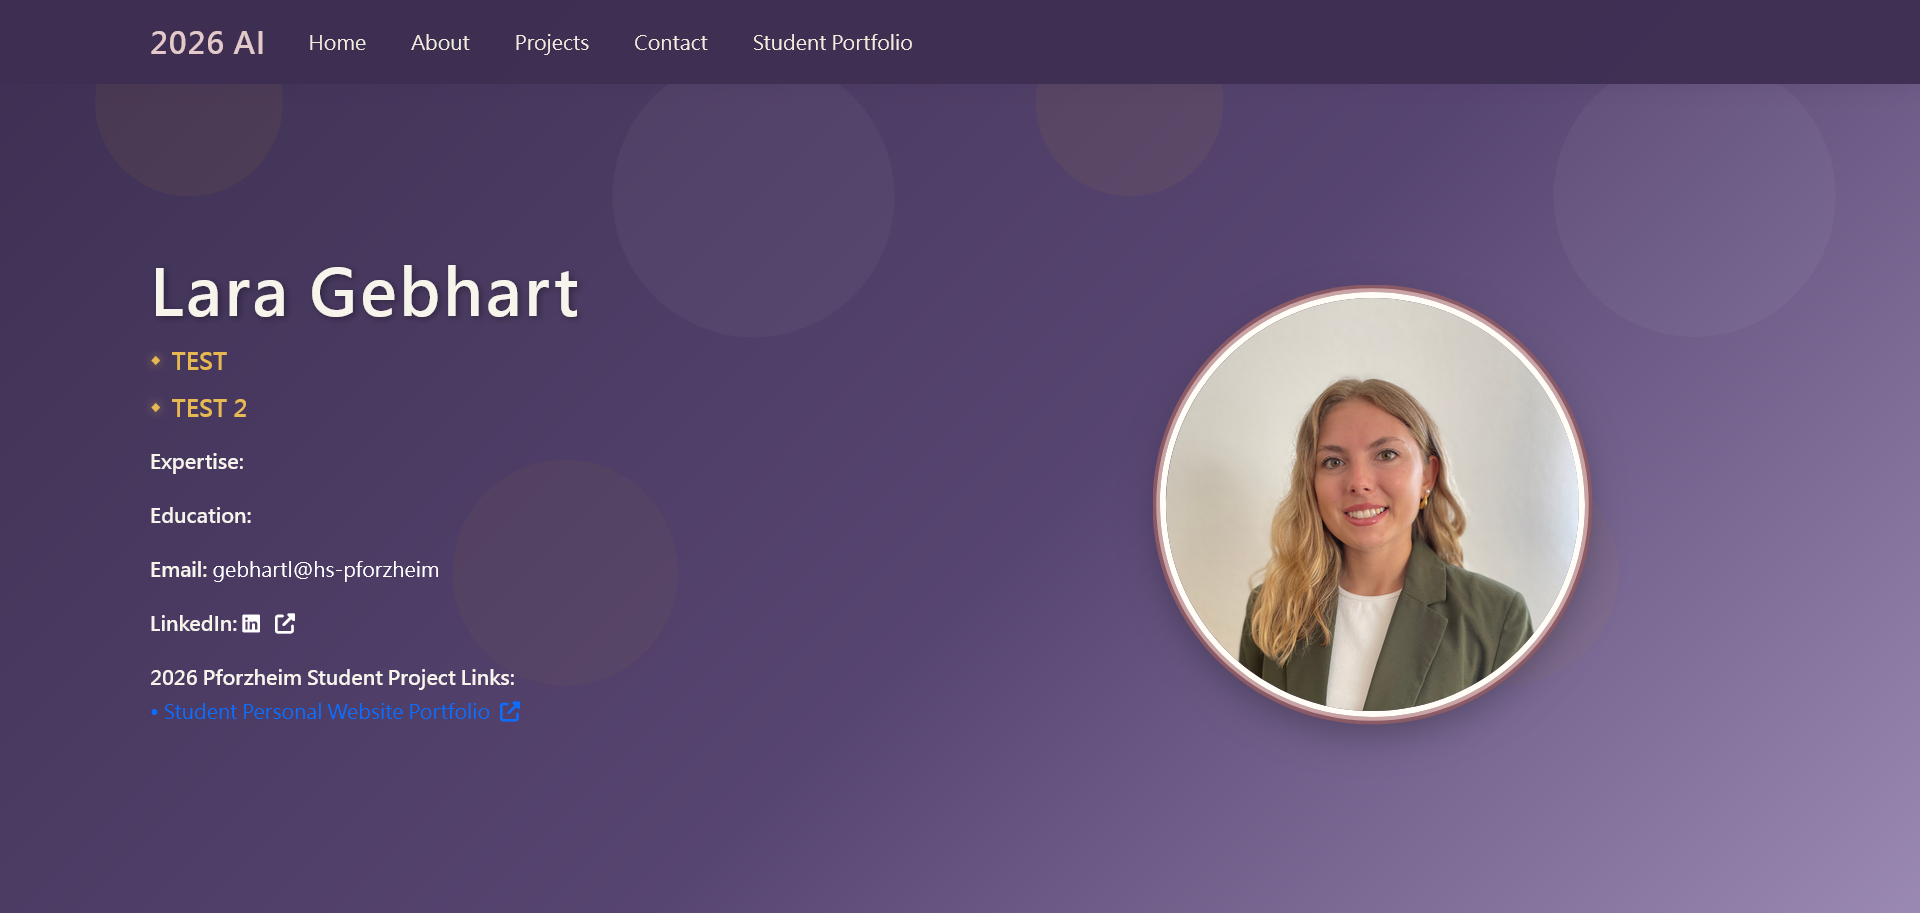 2026 AI Home About Projects Contact Student Portfolio
Lara Gebhart
TEST
TEST 2
Expertise:
Education:
Email: gebhartl@hs-pforzheim
LinkedIn:
2026 Pforzheim Student Project Links:
• Student Personal Website Portfolio